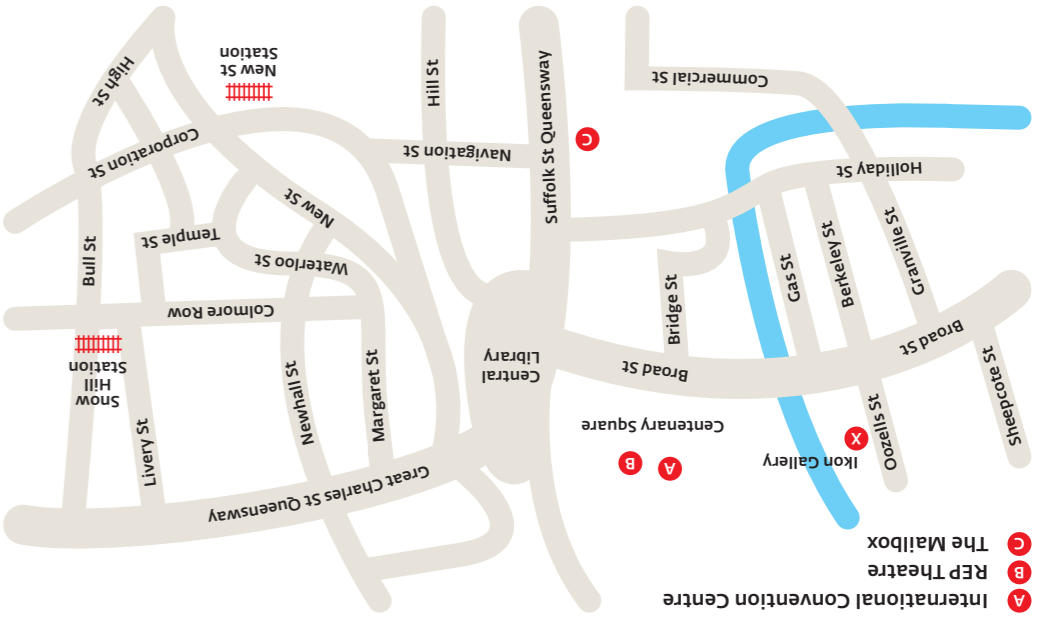 A International Convention Centre
B REP Theatre
C The Mailbox
Ikon Gallery
X
A
B
Centenary Square
Oozells St
Sheepcote St
Broad St
Broad St
Great Charles St Queensway
Livery St
Newhall St
Margaret St
Snow
Hill
Station
Central
Library
Granville St
Berkeley St
Gas St
Bridge St
Colmore Row
Waterloo St
Temple St
Bull St
New St
Holliday St
Suffolk St Queensway
C
Navigation St
Corporation St
Commercial St
Hill St
High St
New St
Station